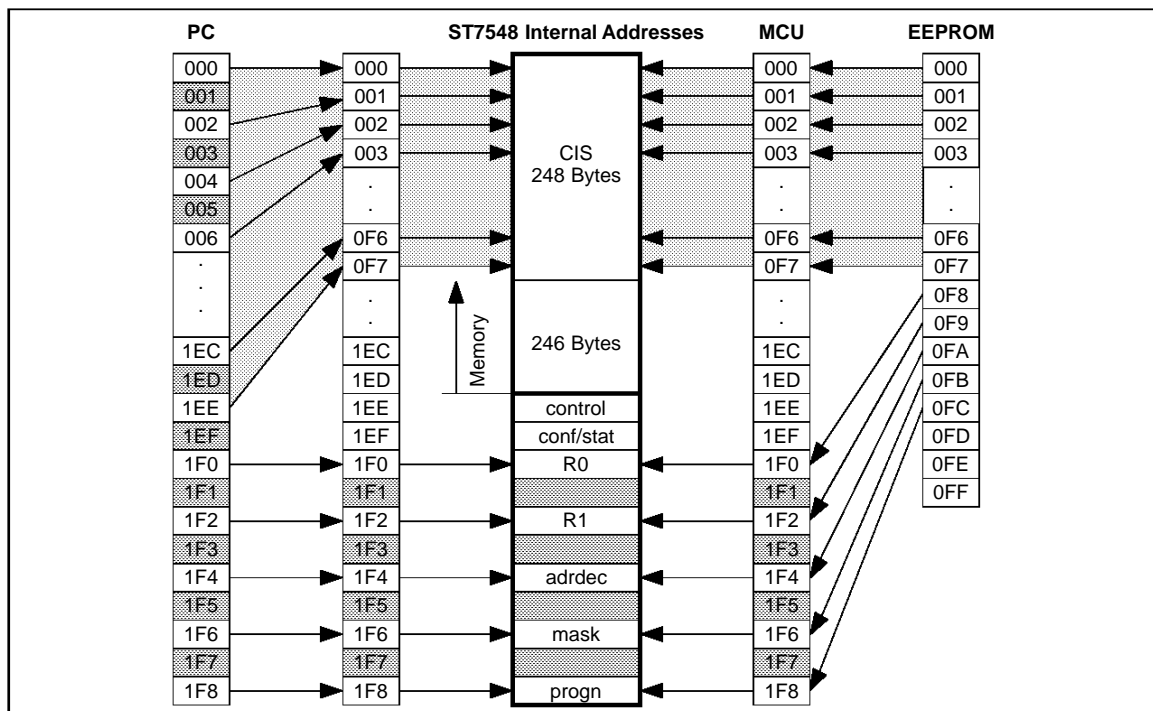 PC ST7548 Internal Addresses MCU EEPROM
000 000 000 000
001 001 001 001
002 002 002 002
003 003 CIS 003 003
004 . 248 Bytes . .
005 . . .
006 0F6 0F6 0F6
. 0F7 0F7 0F7
. . . 0F8
. . Memory 246 Bytes . 0F9
1EC 1EC 1EC 0FA
1ED 1ED 1ED 0FB
1EE 1EE control 1EE 0FC
1EF 1EF conf/stat 1EF 0FD
1F0 1F0 R0 1F0 0FE
1F1 1F1 1F1 0FF
1F2 1F2 R1 1F2
1F3 1F3 1F3
1F4 1F4 adrdec 1F4
1F5 1F5 1F5
1F6 1F6 mask 1F6
1F7 1F7 1F7
1F8 1F8 progn 1F8